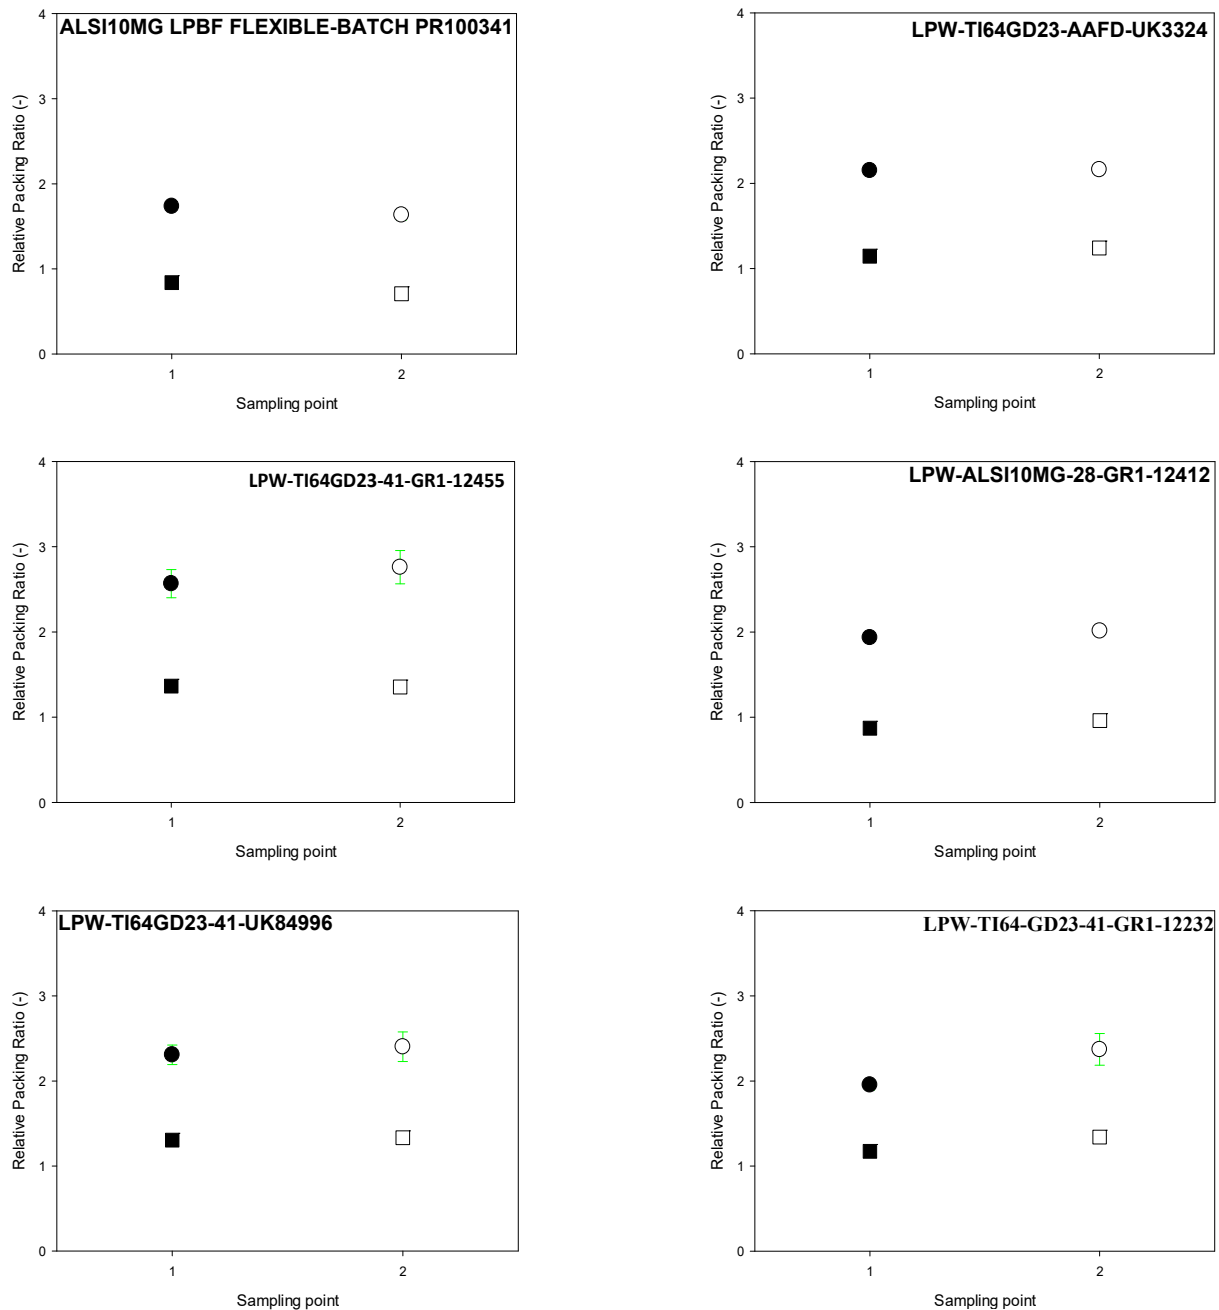 ALSI10MG LPBF FLEXIBLE-BATCH PR100341
4
3
2
1
0
Relative Packing Ratio (-)
1
2
Sampling point
LPW-TI64GD23-AAFD-UK3324
4
3
2
1
0
Relative Packing Ratio (-)
1
2
Sampling point
LPW-TI64GD23-41-GR1-12455
4
3
2
1
0
Relative Packing Ratio (-)
1
2
Sampling point
LPW-ALSI10MG-28-GR1-12412
4
3
2
1
0
Relative Packing Ratio (-)
1
2
Sampling point
LPW-TI64GD23-41-UK84996
4
3
2
1
0
Relative Packing Ratio (-)
1
2
Sampling point
LPW-TI64-GD23-41-GR1-12232
4
3
2
1
0
Relative Packing Ratio (-)
1
2
Sampling point